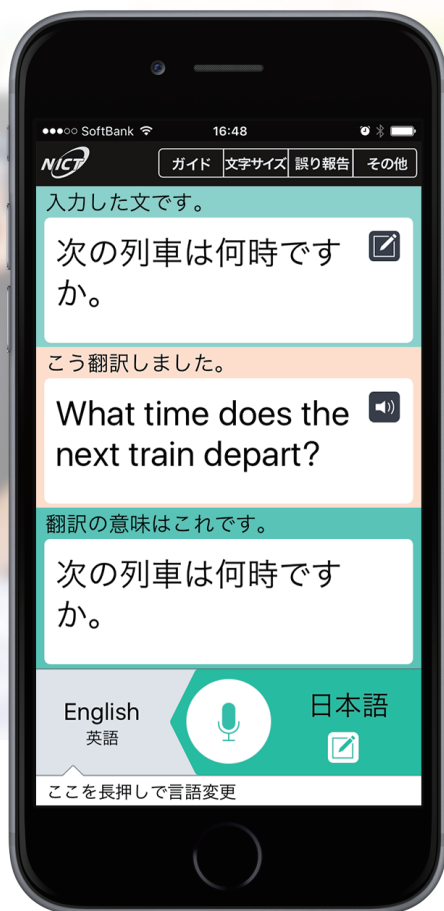 SoftBank 16:48
NICT ガイド 文字サイズ 誤り報告 その他
入力した文です。
次の列車は何時です
か。
こう翻訳しました。
What time does the
next train depart?
翻訳の意味はこれです。
次の列車は何時です
か。
English 日本語
英語
ここを長押しで言語変更